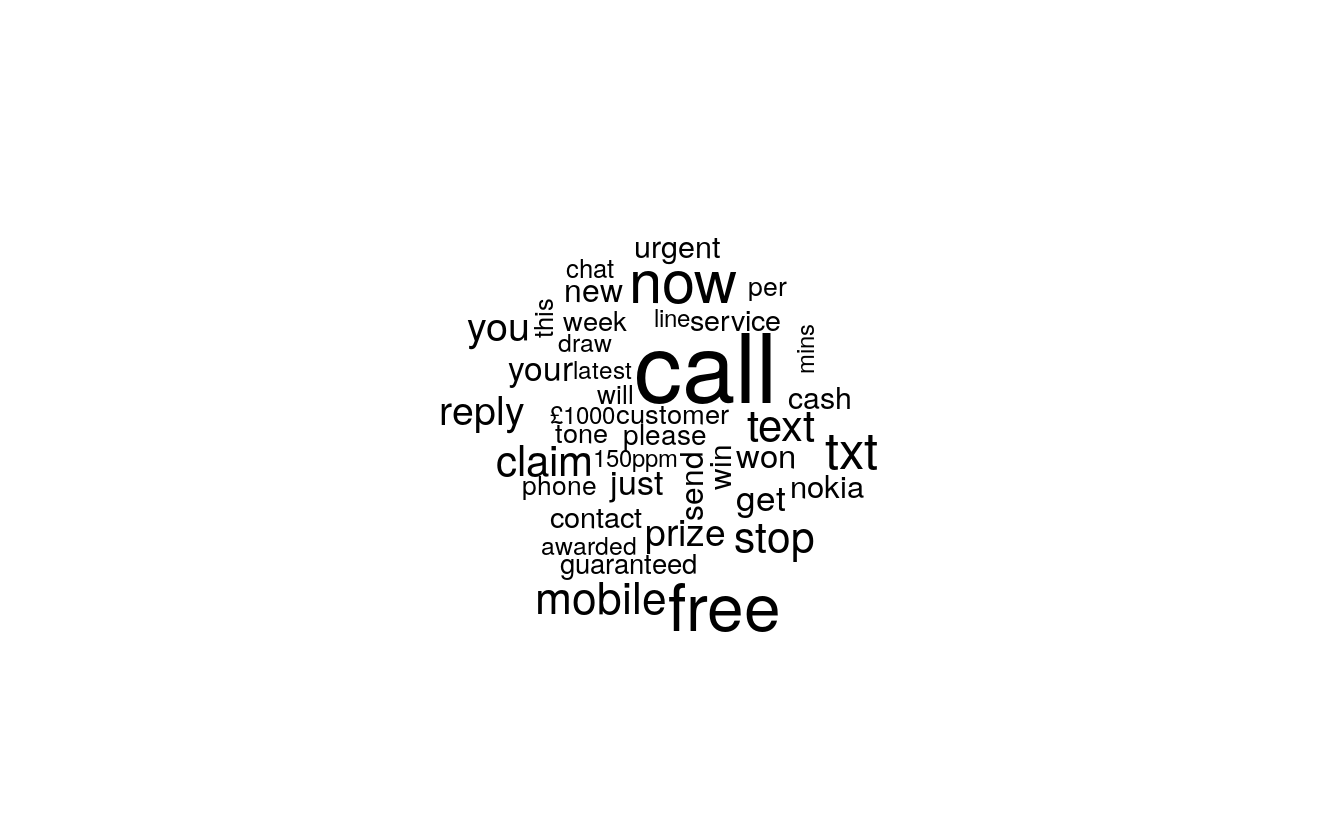 urgent
chat
now
new
per
this
you
week
line
service
draw
mins
call
your
latest
will
cash
reply
£1000
customer
text
tone
please
txt
claim
150ppm
win
won
send
phone
just
nokia
get
contact
prize
stop
awarded
guaranteed
mobile
free